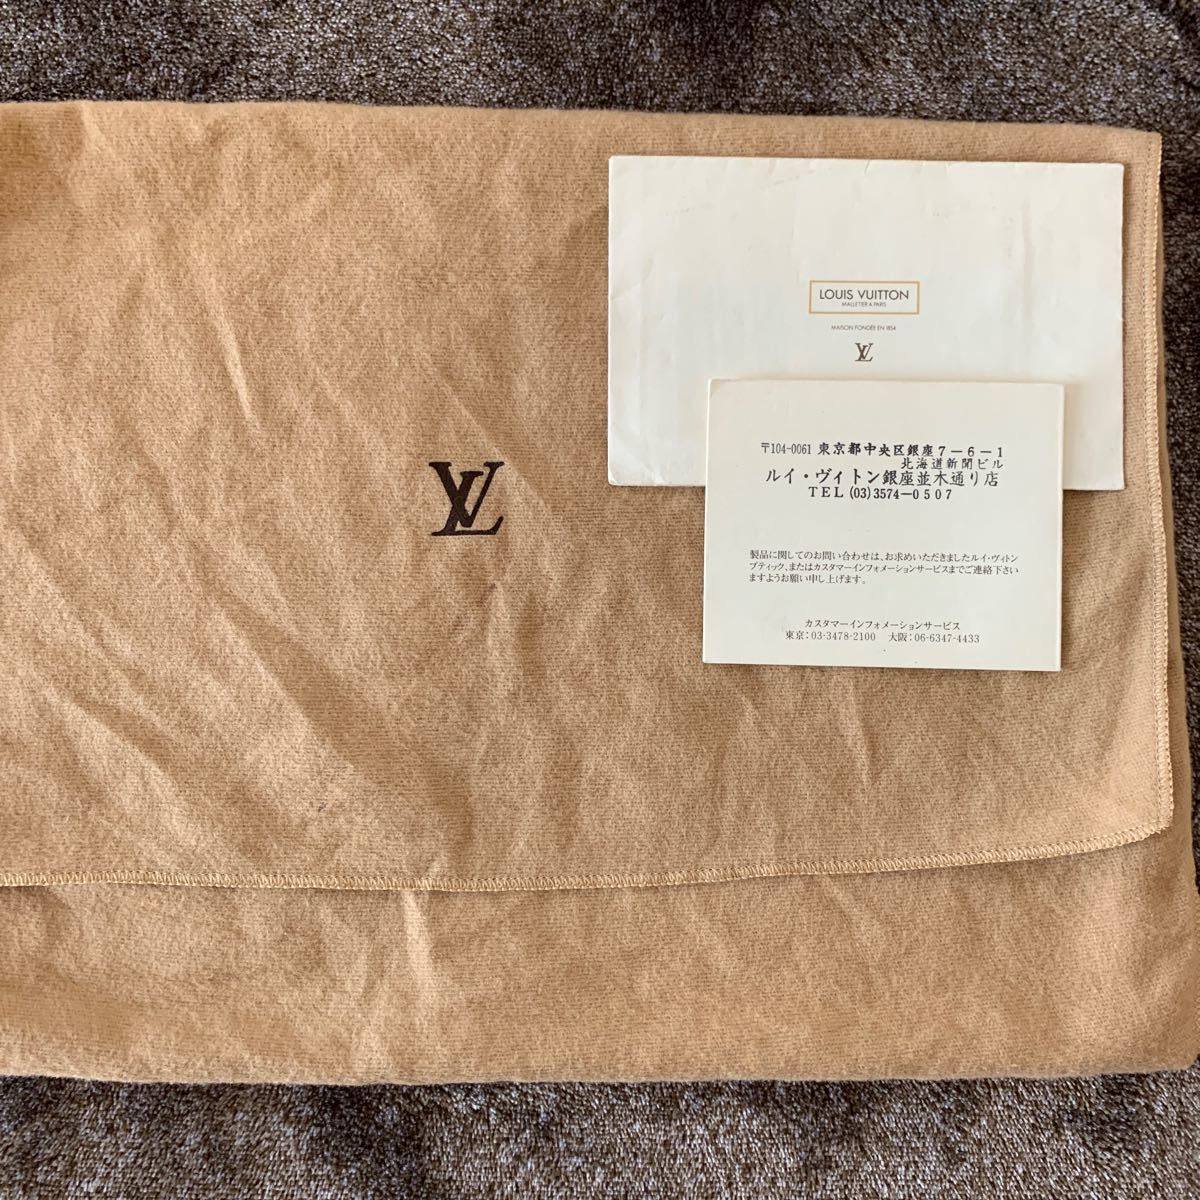 LOUIS VUITTON
MALLETIER A PARIS
MAISON FONDÉE EN 1854
LV
LV
〒104-0061 東京都中央区銀座7-6-1
北海道新聞ビル
ルイ・ヴィトン銀座並木通り店
TEL (03)3574-0507
製品に関してのお問い合わせは、お求めいただきましたルイ・ヴィトン
ブティック、またはカスタマーインフォメーションサービスまでご連絡下さい
ますようお願い申し上げます。
カスタマーインフォメーションサービス
東京:03-3478-2100 大阪:06-6347-4433